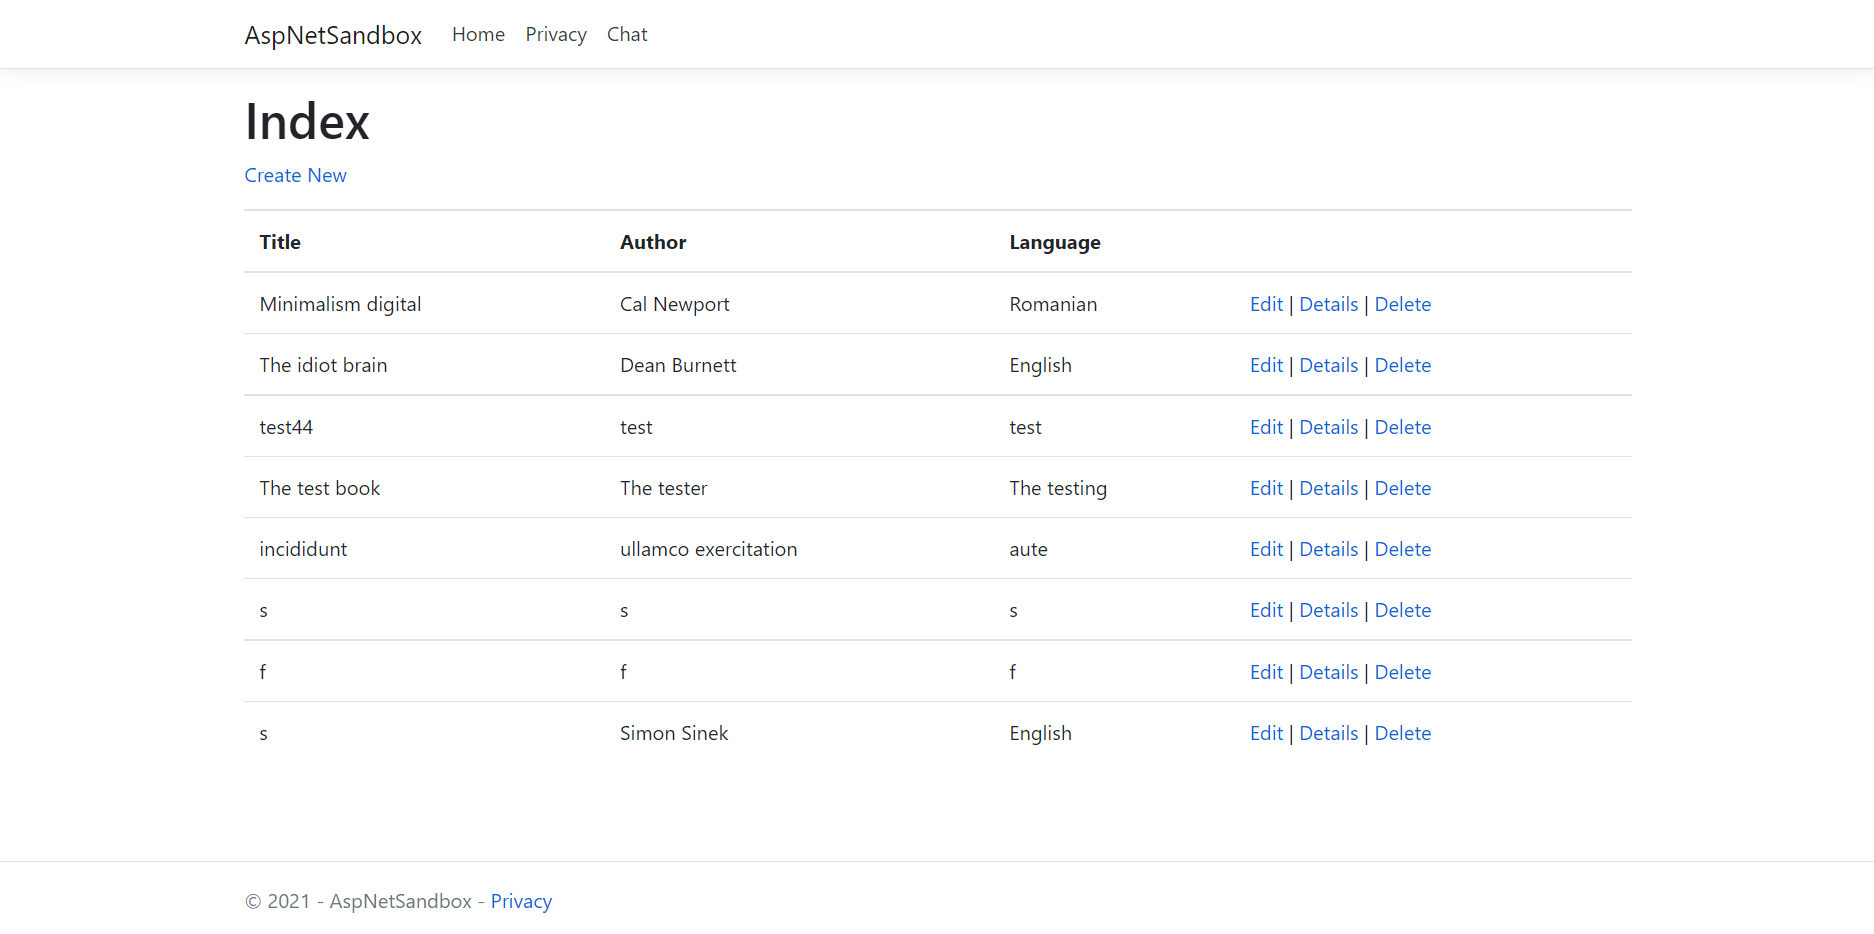 AspNetSandbox Home Privacy Chat
Index
Create New
Title Author Language
Minimalism digital Cal Newport Romanian Edit | Details | Delete
The idiot brain Dean Burnett English Edit | Details | Delete
test44 test test Edit | Details | Delete
The test book The tester The testing Edit | Details | Delete
incididunt ullamco exercitation aute Edit | Details | Delete
s s s Edit | Details | Delete
f f f Edit | Details | Delete
s Simon Sinek English Edit | Details | Delete
© 2021 - AspNetSandbox - Privacy